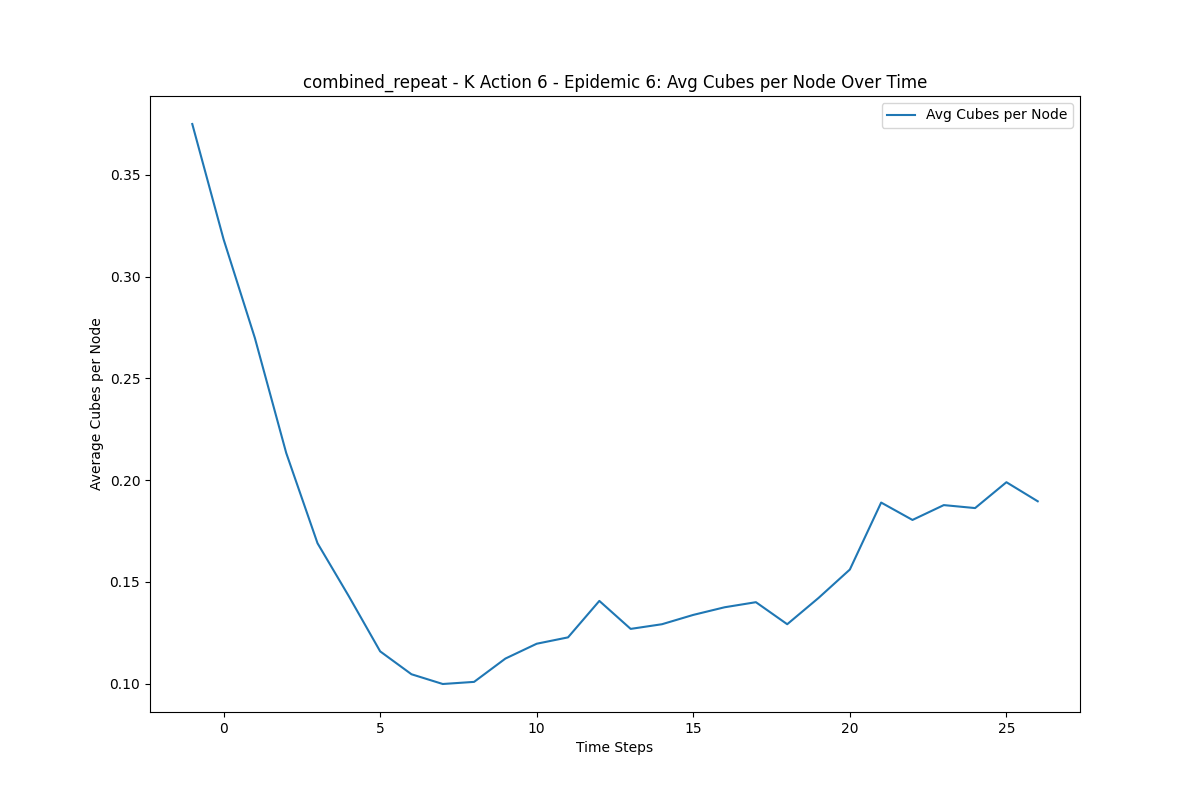 combined_repeat - K Action 6 - Epidemic 6: Avg Cubes per Node Over Time
Avg Cubes per Node
Average Cubes per Node
0.35
0.30
0.25
0.20
0.15
0.10
0 5 10 15 20 25
Time Steps